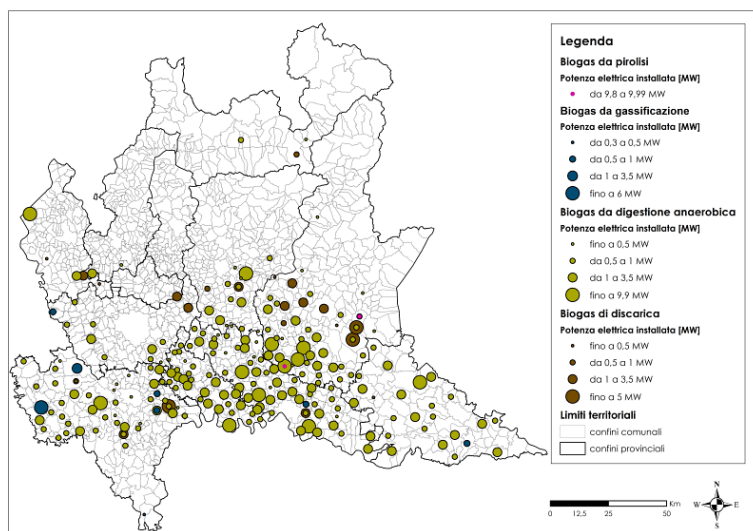 Legenda
Biogas da pirolisi
Potenza elettrica installata [MW]
da 9,8 a 9,99 MW
Biogas da gassificazione
Potenza elettrica installata [MW]
da 0,3 a 0,5 MW
da 0,5 a 1 MW
da 1 a 3,5 MW
fino a 6 MW
Biogas da digestione anaerobica
Potenza elettrica installata [MW]
fino a 0,5 MW
da 0,5 a 1 MW
da 1 a 3,5 MW
fino a 9,9 MW
Biogas di discarica
Potenza elettrica installata [MW]
fino a 0,5 MW
da 0,5 a 1 MW
da 1 a 3,5 MW
fino a 5 MW
Limiti territoriali
confini comunali
confini provinciali
0 12,5 25 50 Km
N
W E
S